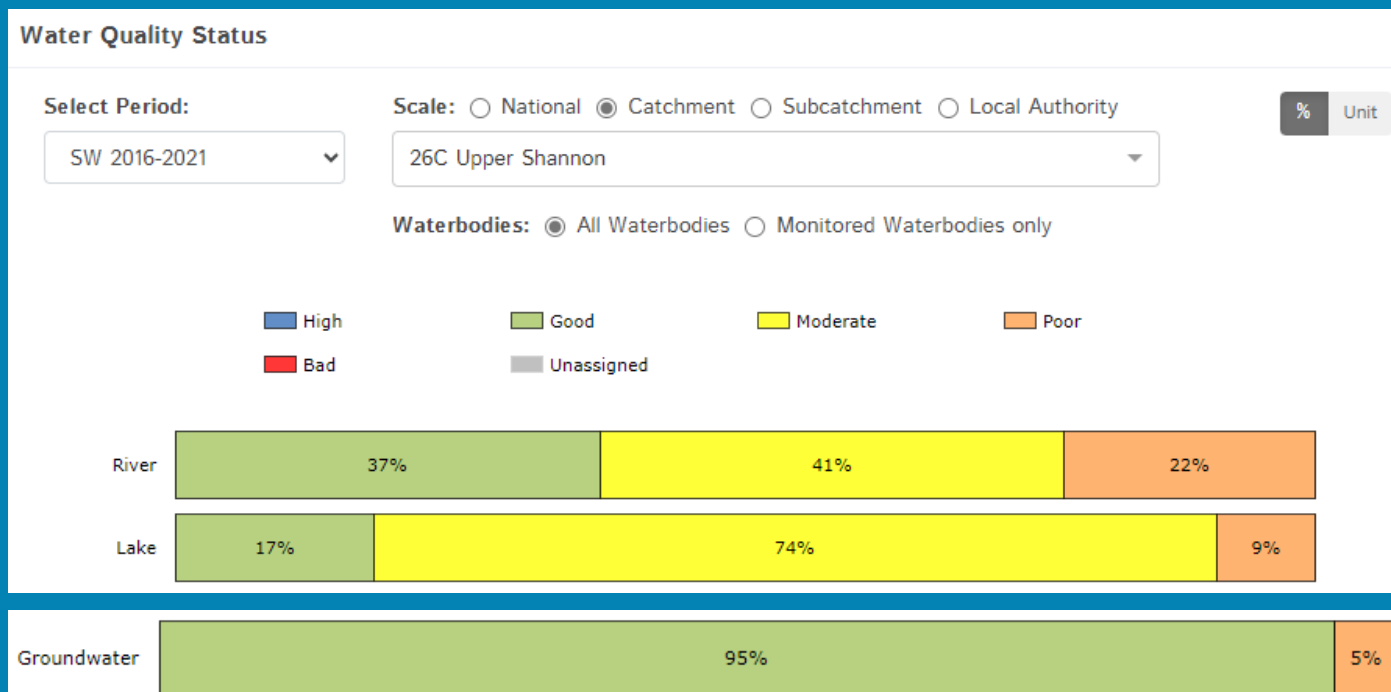 Water Quality Status
Select Period:
Scale: National Catchment Subcatchment Local Authority
% Unit
SW 2016-2021
26C Upper Shannon
Waterbodies: All Waterbodies Monitored Waterbodies only
High Good Moderate Poor
Bad Unassigned
River 37% 41% 22%
Lake 17% 74% 9%
Groundwater 95% 5%